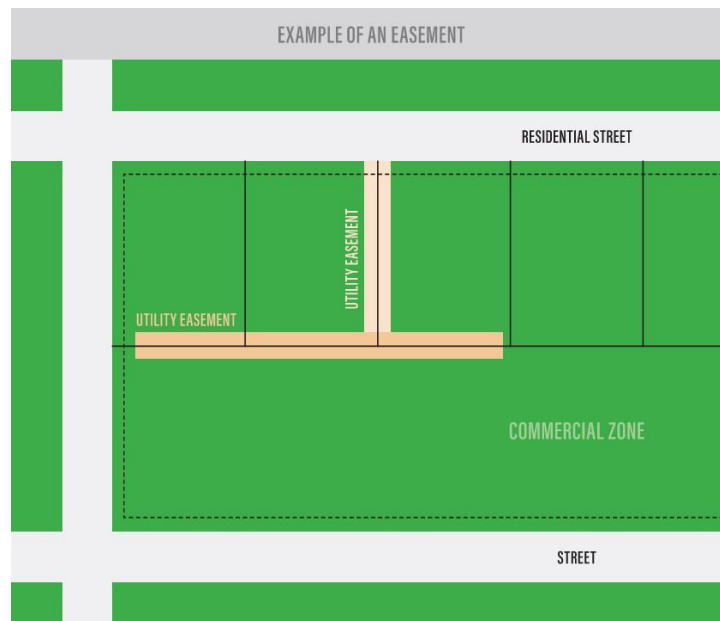 EXAMPLE OF AN EASEMENT
RESIDENTIAL STREET
UTILITY EASEMENT
UTILITY EASEMENT
COMMERCIAL ZONE
STREET